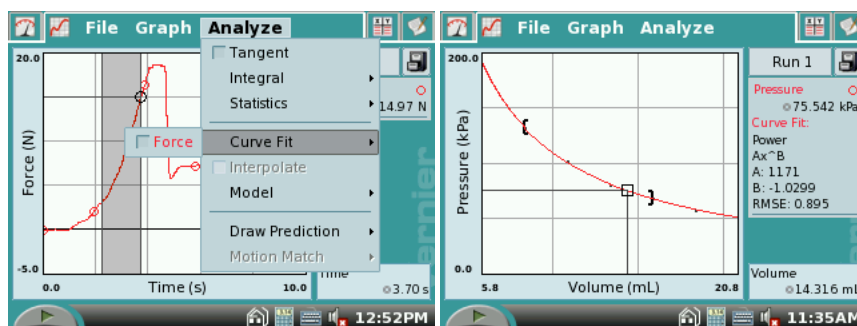 File Graph Analyze
Tangent
Integral
Statistics
Curve Fit
Interpolate
Model
Draw Prediction
Motion Match
Force
20.0
Force (N)
-5.0
0.0 Time (s) 10.0
14.97 N
Time
3.70 s
12:52PM
File Graph Analyze
200.0
Pressure (kPa)
0.0
5.8 Volume (mL) 20.8
Run 1
Pressure
75.542 kPa
Curve Fit:
Power
Ax^B
A: 1171
B: -1.0299
RMSE: 0.895
Volume
14.316 mL
11:35AM